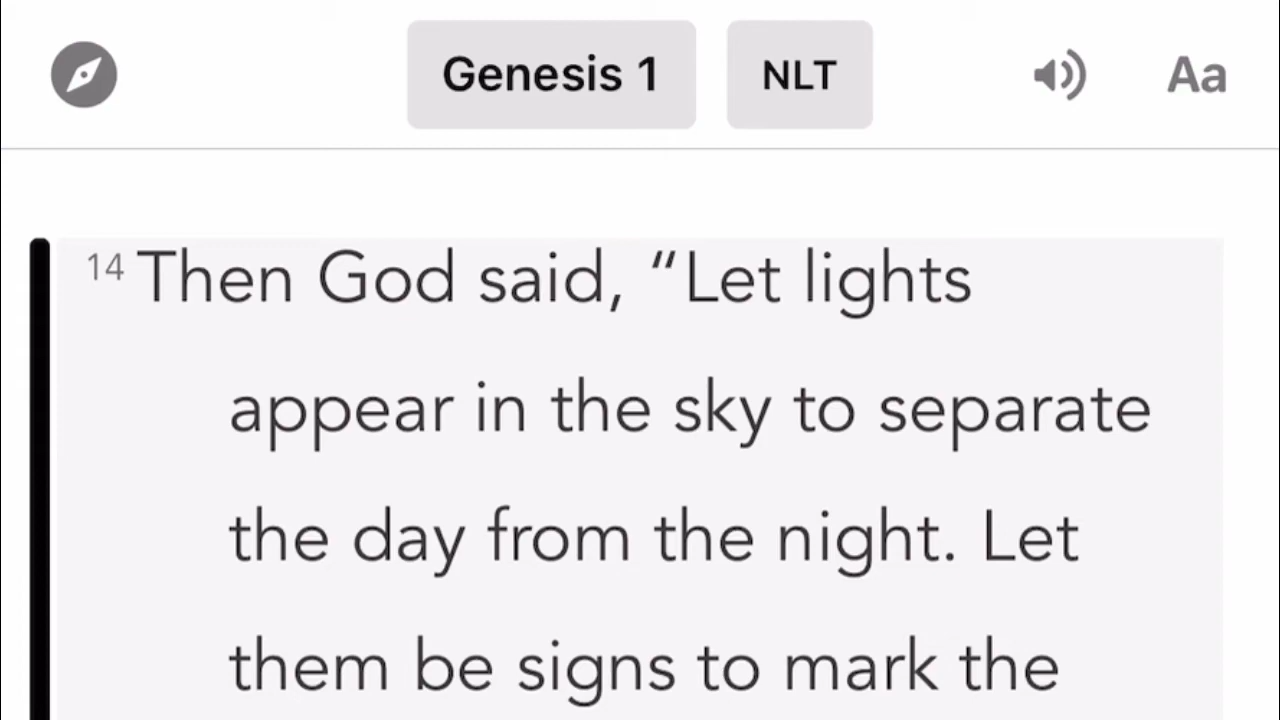 Genesis 1 NLT Aa
14 Then God said, “Let lights
appear in the sky to separate
the day from the night. Let
them be signs to mark the